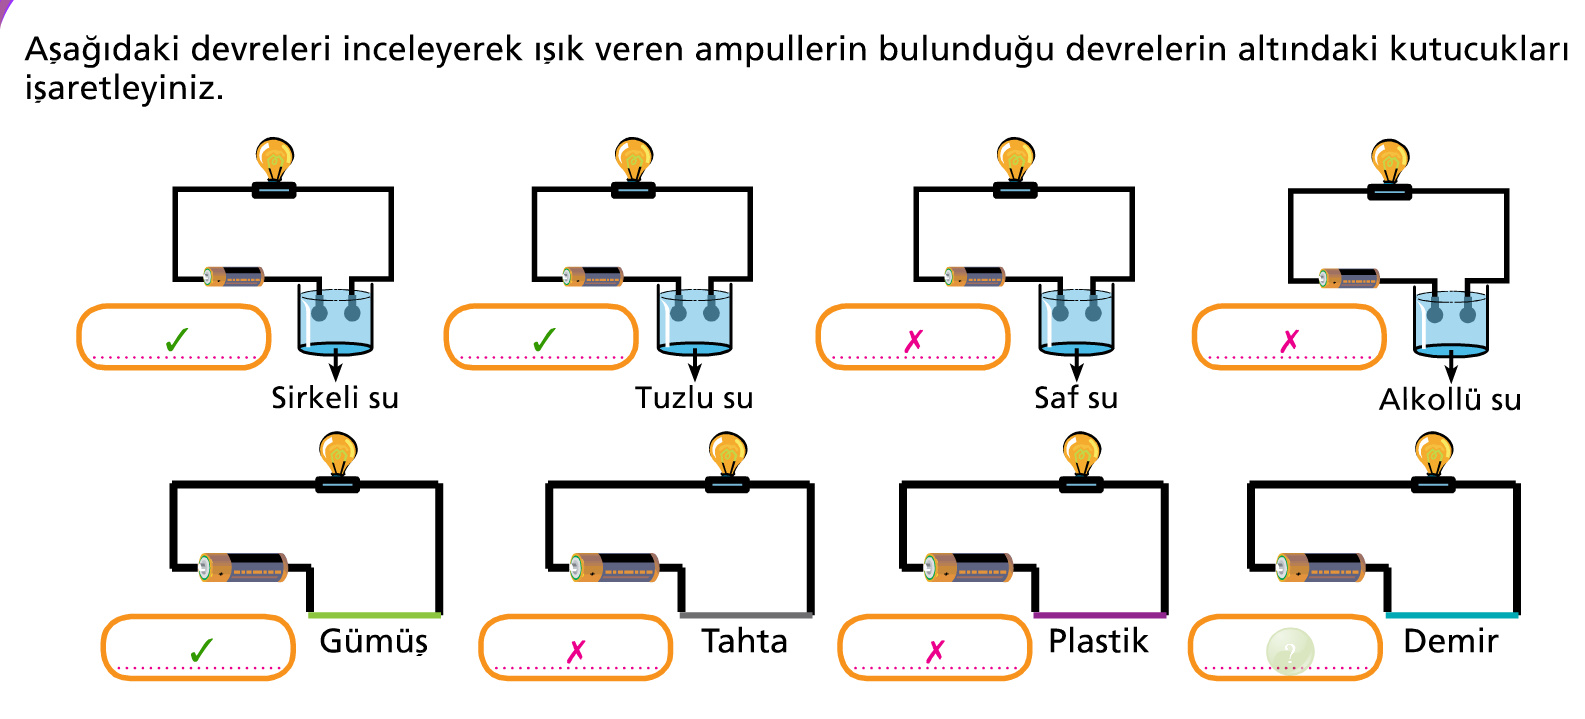 Aşağıdaki devreleri inceleyerek ışık veren ampullerin bulunduğu devrelerin altındaki kutucukları
işaretleyiniz.
✓ ✓ ✗ ✗
Sirkeli su Tuzlu su Saf su Alkollü su
✓ Gümüş ✗ Tahta ✗ Plastik ? Demir